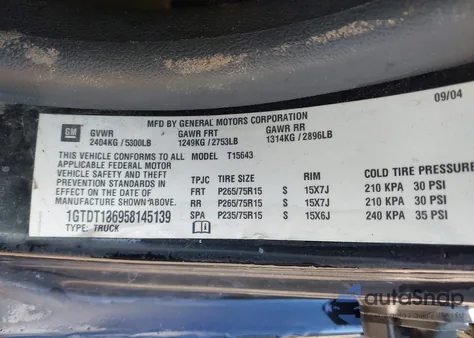 09/04
MFD BY GENERAL MOTORS CORPORATION
GM GVWR GAWR FRT GAWR RR
2404KG / 5300LB 1249KG / 2753LB 1314KG / 2896LB
THIS VEHICLE CONFORMS TO ALL MODEL T15643
APPLICABLE FEDERAL MOTOR
VEHICLE THEFT TPJC TIRE SIZE RIM COLD TIRE PRESSURE
PREVENTION STANDARDS IN FRT P265/75R15 S 15X7J 210 KPA 30 PSI
EFFECT ON THE DATE OF RR P265/75R15 S 15X7J 210 KPA 30 PSI
MANUFACTURE SHOWN ABOVE. SPA P235/75R15 S 15X6J 240 KPA 35 PSI
1GTDT136958145139
TYPE: TRUCK
autoSnap